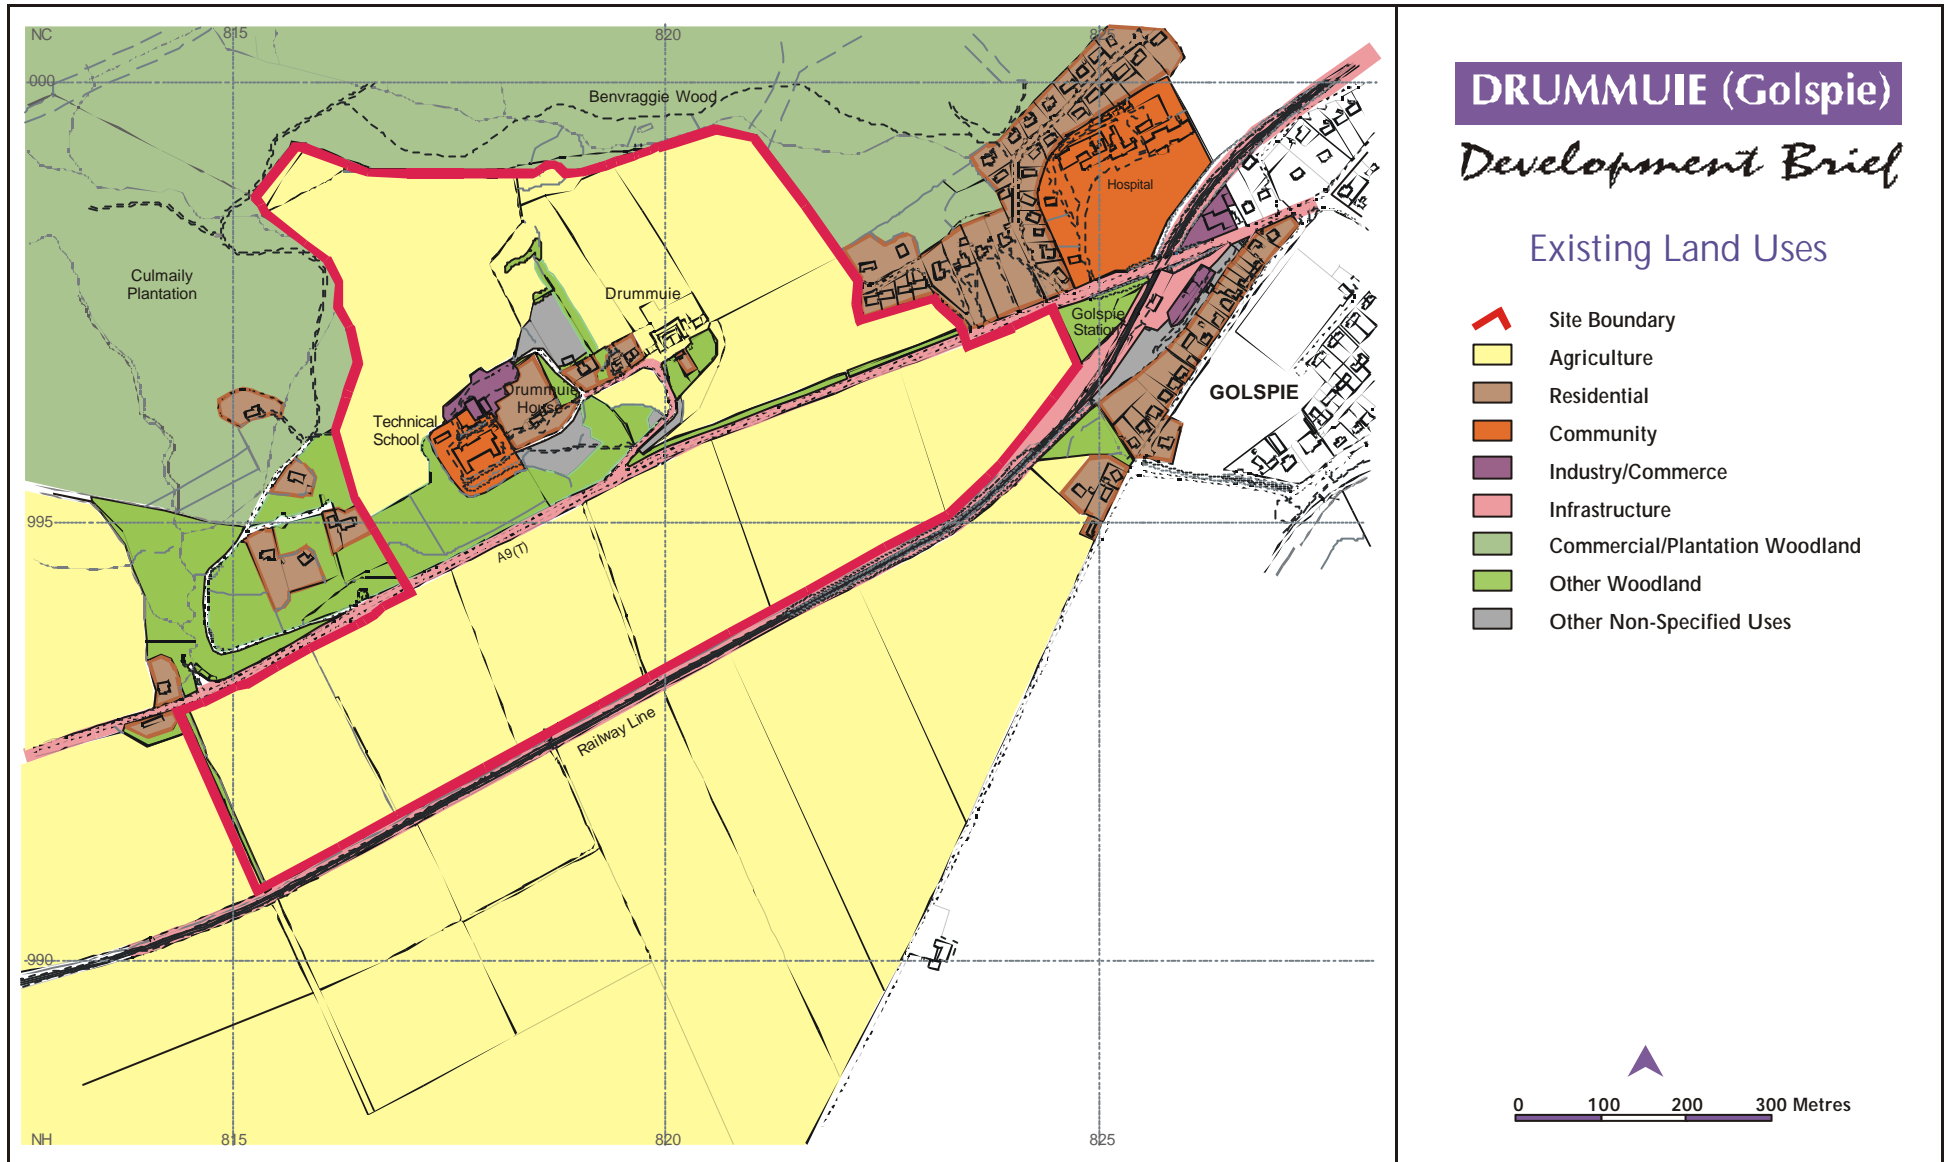 NC
815
820
825
000
Benvraggie Wood
Hospital
Culmaily
Plantation
Drummuie
Golspie
Station
Drummuie
House
Technical
School
GOLSPIE
995
A9(T)
Railway Line
990
NH
815
820
825
DRUMMUIE (Golspie)
Development Brief
Existing Land Uses
Site Boundary
Agriculture
Residential
Community
Industry/Commerce
Infrastructure
Commercial/Plantation Woodland
Other Woodland
Other Non-Specified Uses
0 100 200 300 Metres